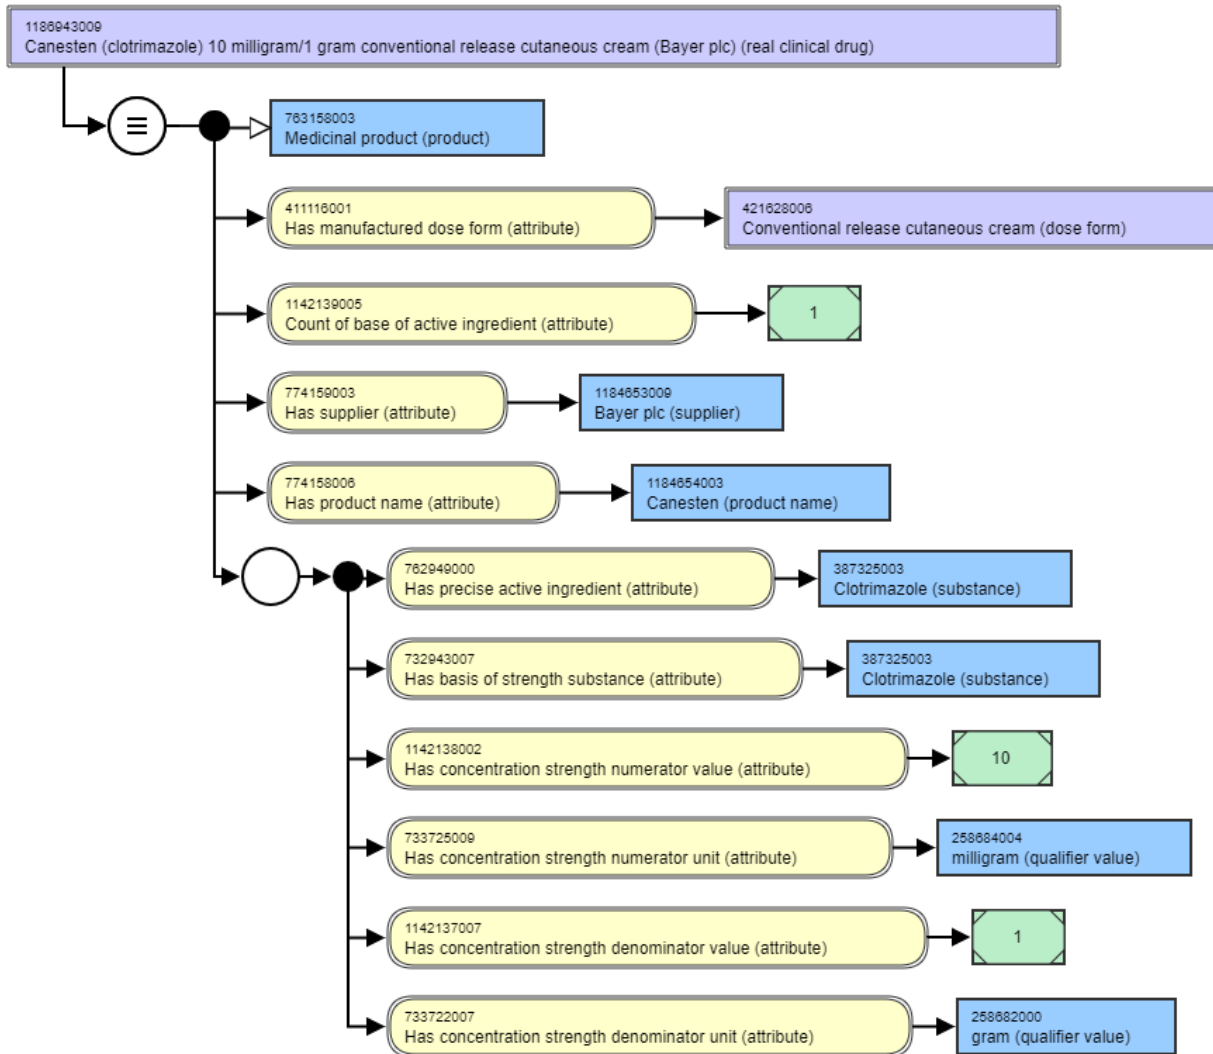 1186943009
Canesten (clotrimazole) 10 milligram/1 gram conventional release cutaneous cream (Bayer plc) (real clinical drug)
763158003
Medicinal product (product)
411116001
Has manufactured dose form (attribute)
421628006
Conventional release cutaneous cream (dose form)
1142139005
Count of base of active ingredient (attribute)
1
774159003
Has supplier (attribute)
1184653009
Bayer plc (supplier)
774158006
Has product name (attribute)
1184654003
Canesten (product name)
762949000
Has precise active ingredient (attribute)
387325003
Clotrimazole (substance)
732943007
Has basis of strength substance (attribute)
387325003
Clotrimazole (substance)
1142138002
Has concentration strength numerator value (attribute)
10
733725009
Has concentration strength numerator unit (attribute)
258684004
milligram (qualifier value)
1142137007
Has concentration strength denominator value (attribute)
1
733722007
Has concentration strength denominator unit (attribute)
258682000
gram (qualifier value)